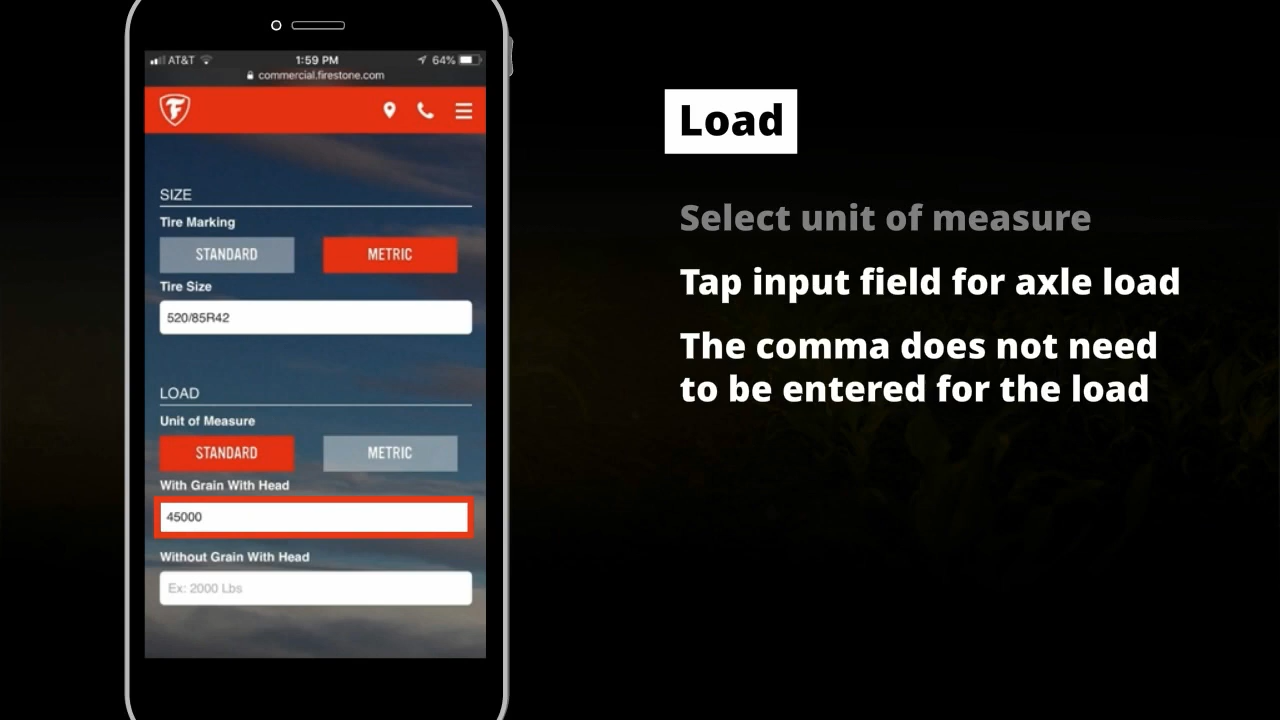 AT&T
1:59 PM
64%
commercial.firestone.com
F
SIZE
Tire Marking
STANDARD
METRIC
Tire Size
520/85R42
LOAD
Unit of Measure
STANDARD
METRIC
With Grain With Head
45000
Without Grain With Head
Ex: 2000 Lbs
Load
Select unit of measure
Tap input field for axle load
The comma does not need
to be entered for the load